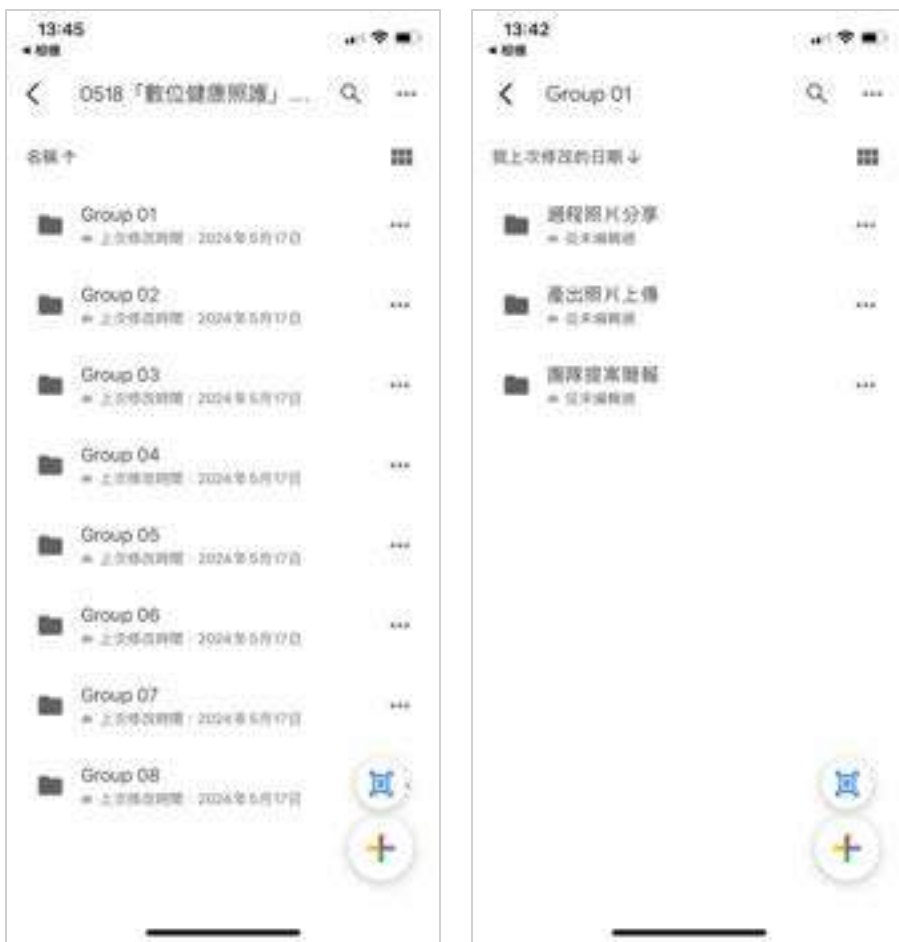 13:45
◀ 相機
0518「數位健康照護」...
名稱 ↑
Group 01
上次修改時間：2024年5月17日
Group 02
上次修改時間：2024年5月17日
Group 03
上次修改時間：2024年5月17日
Group 04
上次修改時間：2024年5月17日
Group 05
上次修改時間：2024年5月17日
Group 06
上次修改時間：2024年5月17日
Group 07
上次修改時間：2024年5月17日
Group 08
上次修改時間：2024年5月17日
13:42
◀ 相機
Group 01
我上次修改的日期 ↓
過程照片分享
從未編輯過
產出照片上傳
從未編輯過
團隊提案簡報
從未編輯過